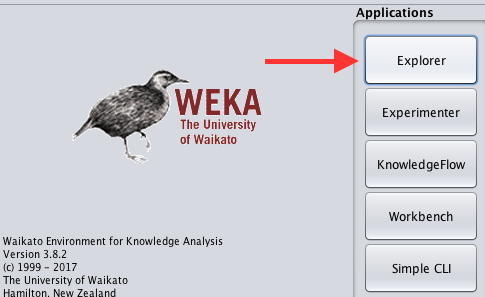 Applications
Explorer
WEKA
The University
of Waikato
Experimenter
KnowledgeFlow
Workbench
Simple CLI
Waikato Environment for Knowledge Analysis
Version 3.8.2
(c) 1999 - 2017
The University of Waikato
Hamilton, New Zealand